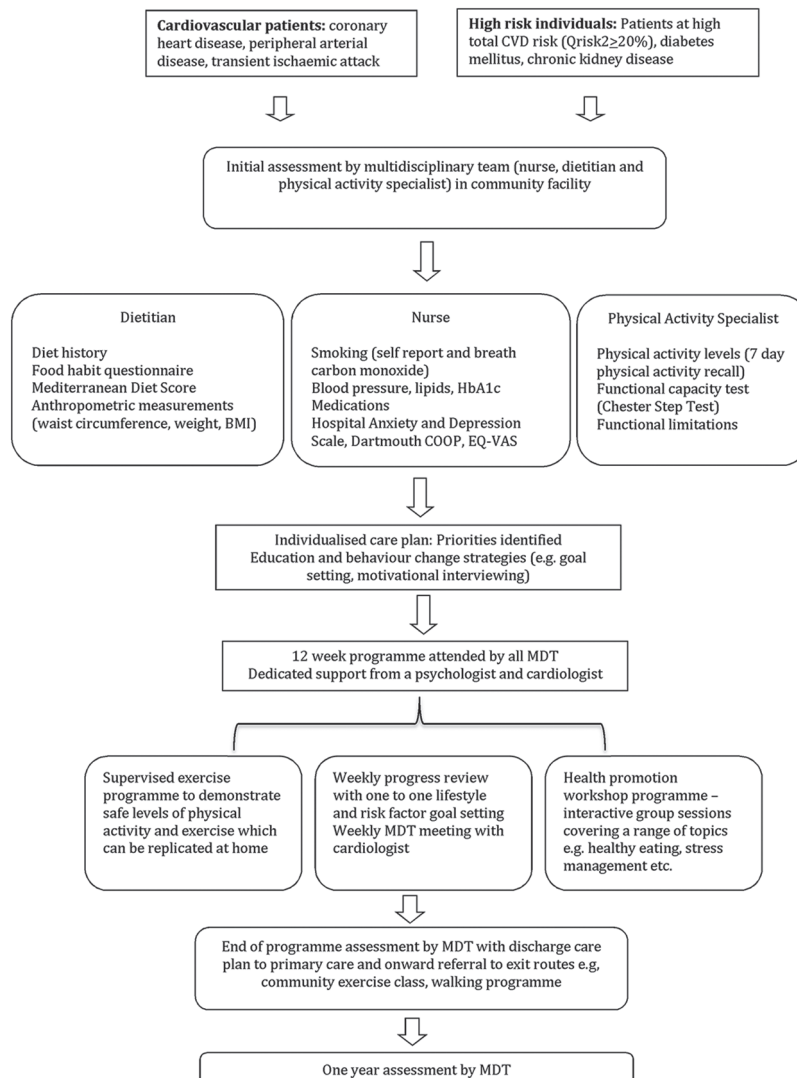 Cardiovascular patients: coronary
heart disease, peripheral arterial
disease, transient ischaemic attack
High risk individuals: Patients at high
total CVD risk (Qrisk2≥20%), diabetes
mellitus, chronic kidney disease
Initial assessment by multidisciplinary team (nurse, dietitian and
physical activity specialist) in community facility
Dietitian
Diet history
Food habit questionnaire
Mediterranean Diet Score
Anthropometric measurements
(waist circumference, weight, BMI)
Nurse
Smoking (self report and breath
carbon monoxide)
Blood pressure, lipids, HbA1c
Medications
Hospital Anxiety and Depression
Scale, Dartmouth COOP, EQ-VAS
Physical Activity Specialist
Physical activity levels (7 day
physical activity recall)
Functional capacity test
(Chester Step Test)
Functional limitations
Individualised care plan: Priorities identified
Education and behaviour change strategies (e.g. goal
setting, motivational interviewing)
12 week programme attended by all MDT
Dedicated support from a psychologist and cardiologist
Supervised exercise
programme to demonstrate
safe levels of physical
activity and exercise which
can be replicated at home
Weekly progress review
with one to one lifestyle
and risk factor goal setting
Weekly MDT meeting with
cardiologist
Health promotion
workshop programme –
interactive group sessions
covering a range of topics
e.g. healthy eating, stress
management etc.
End of programme assessment by MDT with discharge care
plan to primary care and onward referral to exit routes e.g,
community exercise class, walking programme
One year assessment by MDT